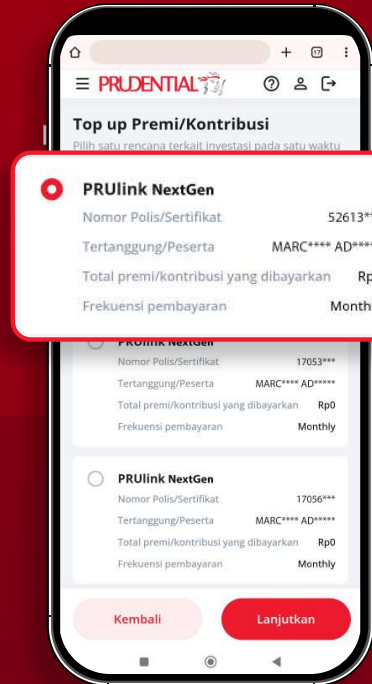 17
PRUDENTIAL
Top up Premi/Kontribusi
Pilih satu rencana terkait investasi pada satu waktu
PRUlink NextGen
Nomor Polis/Sertifikat 52613**
Tertanggung/Peserta MARC**** AD****
Total premi/kontribusi yang dibayarkan Rp
Frekuensi pembayaran Month
PRUlink NextGen
Nomor Polis/Sertifikat 17053***
Tertanggung/Peserta MARC**** AD*****
Total premi/kontribusi yang dibayarkan Rp0
Frekuensi pembayaran Monthly
PRUlink NextGen
Nomor Polis/Sertifikat 17056***
Tertanggung/Peserta MARC**** AD*****
Total premi/kontribusi yang dibayarkan Rp0
Frekuensi pembayaran Monthly
Kembali Lanjutkan